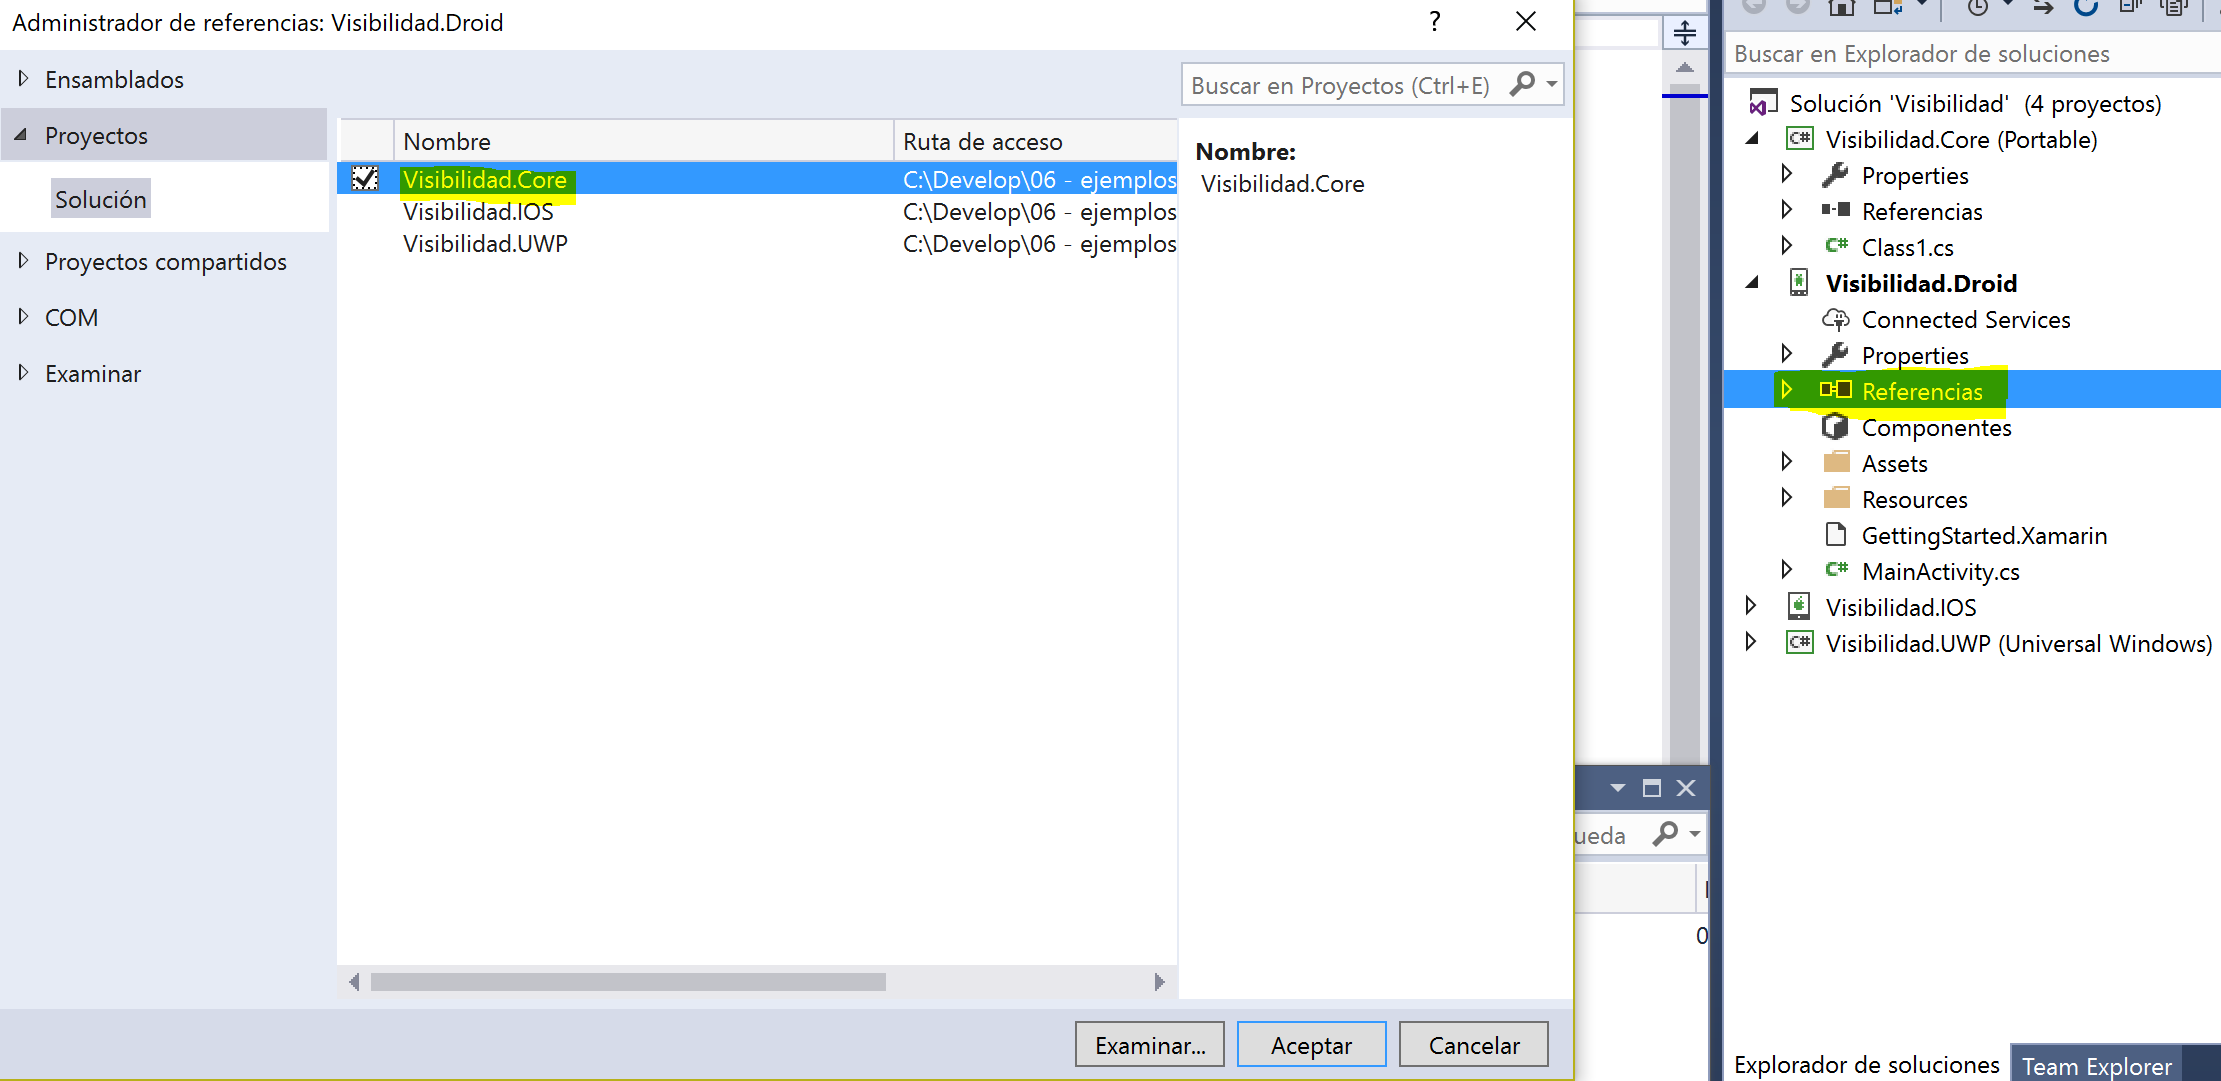 Administrador de referencias: Visibilidad.Droid
?
Ensamblados
Proyectos
Solución
Proyectos compartidos
COM
Examinar
Buscar en Proyectos (Ctrl+E)
Nombre Ruta de acceso
Visibilidad.Core C:\Develop\06 - ejemplos
Visibilidad.IOS C:\Develop\06 - ejemplos
Visibilidad.UWP C:\Develop\06 - ejemplos
Nombre:
Visibilidad.Core
Examinar... Aceptar Cancelar
ueda
0
Buscar en Explorador de soluciones
Solución 'Visibilidad' (4 proyectos)
C# Visibilidad.Core (Portable)
Properties
Referencias
C# Class1.cs
Visibilidad.Droid
Connected Services
Properties
Referencias
Componentes
Assets
Resources
GettingStarted.Xamarin
C# MainActivity.cs
Visibilidad.IOS
C# Visibilidad.UWP (Universal Windows)
Explorador de soluciones Team Explorer